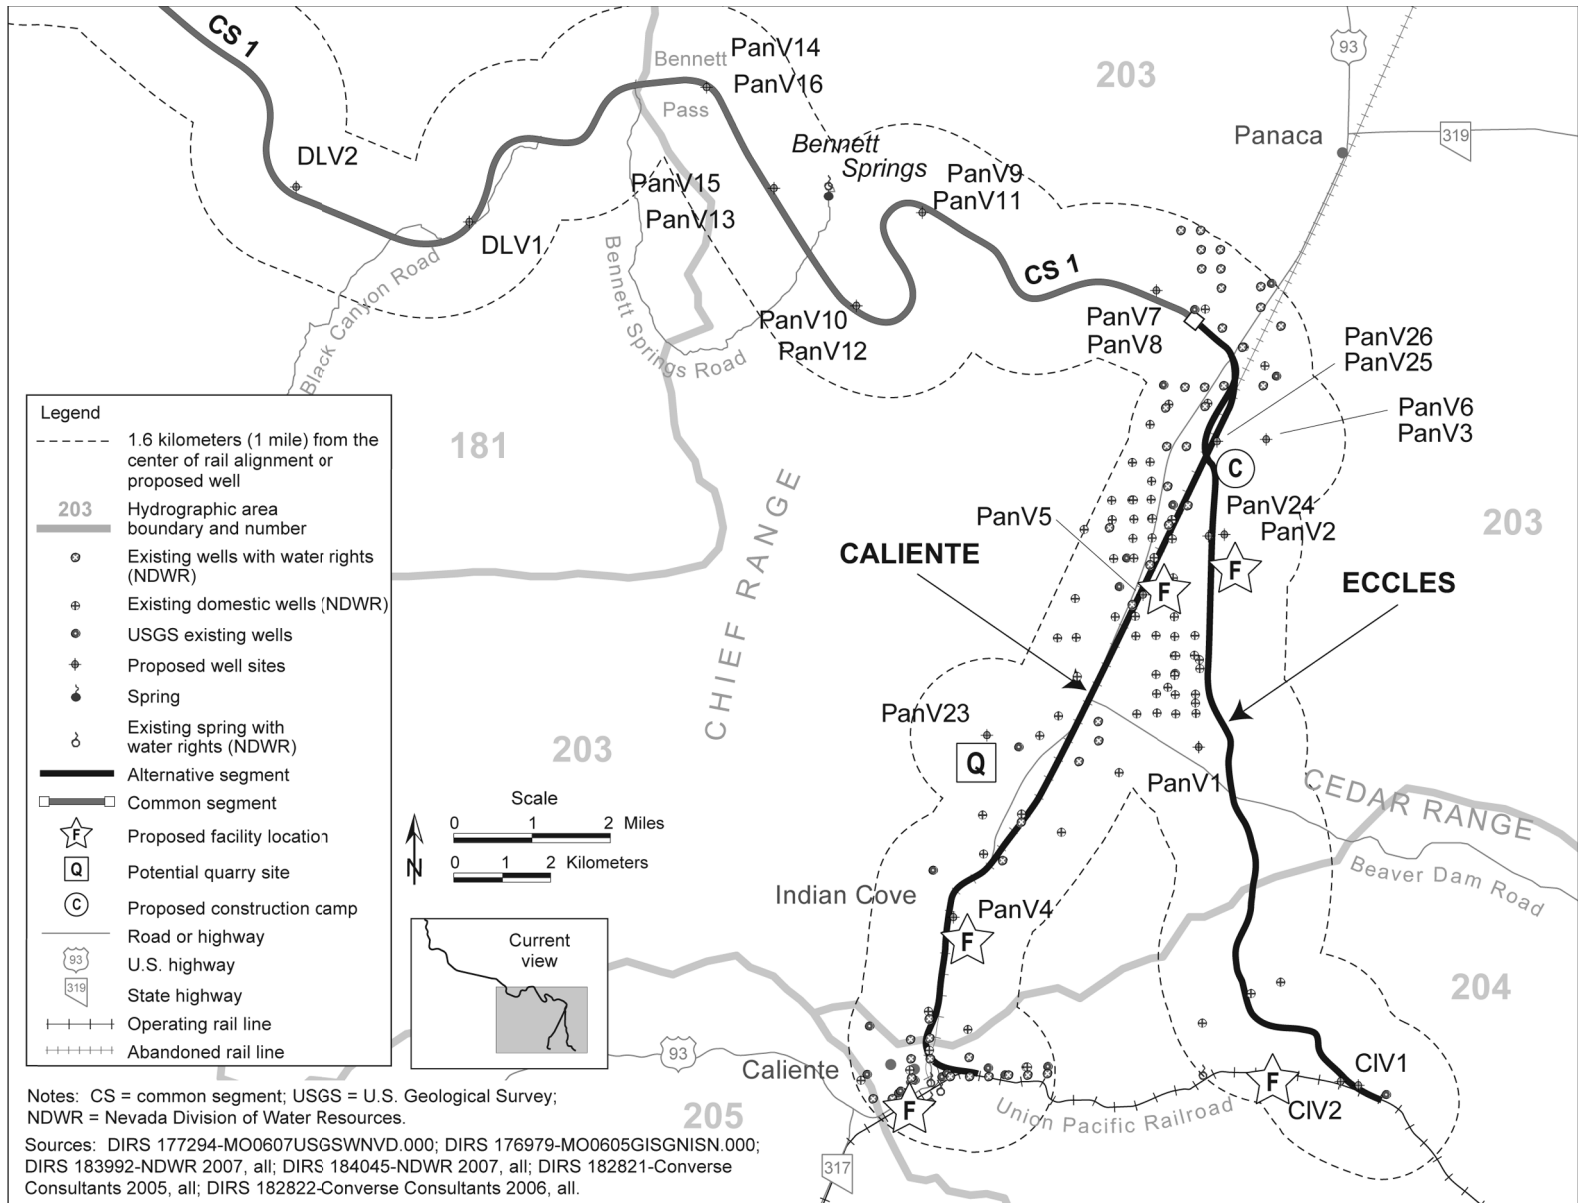 CS 1
Bennett
Pass
PanV14
PanV16
203
93
319
Panaca
DLV2
DLV1
Bennett
Springs
PanV15
PanV13
PanV9
PanV11
CS 1
Black Canyon Road
Bennett Springs Road
PanV10
PanV12
PanV7
PanV8
PanV26
PanV25
PanV6
PanV3
C
181
CHIEF RANGE
PanV5
PanV24
PanV2
203
CALIENTE
F
F
ECCLES
PanV23
Q
203
PanV1
CEDAR RANGE
Beaver Dam Road
Indian Cove
PanV4
F
204
93
Caliente
205
F
317
Union Pacific Railroad
F
CIV1
CIV2
Legend
1.6 kilometers (1 mile) from the
center of rail alignment or
proposed well
203
Hydrographic area
boundary and number
Existing wells with water rights
(NDWR)
Existing domestic wells (NDWR)
USGS existing wells
Proposed well sites
Spring
Existing spring with
water rights (NDWR)
Alternative segment
Common segment
F
Proposed facility location
Q
Potential quarry site
C
Proposed construction camp
Road or highway
93
U.S. highway
319
State highway
Operating rail line
Abandoned rail line
N
Scale
0 1 2 Miles
0 1 2 Kilometers
Current
view
Notes: CS = common segment; USGS = U.S. Geological Survey;
NDWR = Nevada Division of Water Resources.
Sources: DIRS 177294-MO0607USGSWNVD.000; DIRS 176979-MO0605GISGNISN.000;
DIRS 183992-NDWR 2007, all; DIRS 184045-NDWR 2007, all; DIRS 182821-Converse
Consultants 2005, all; DIRS 182822-Converse Consultants 2006, all.